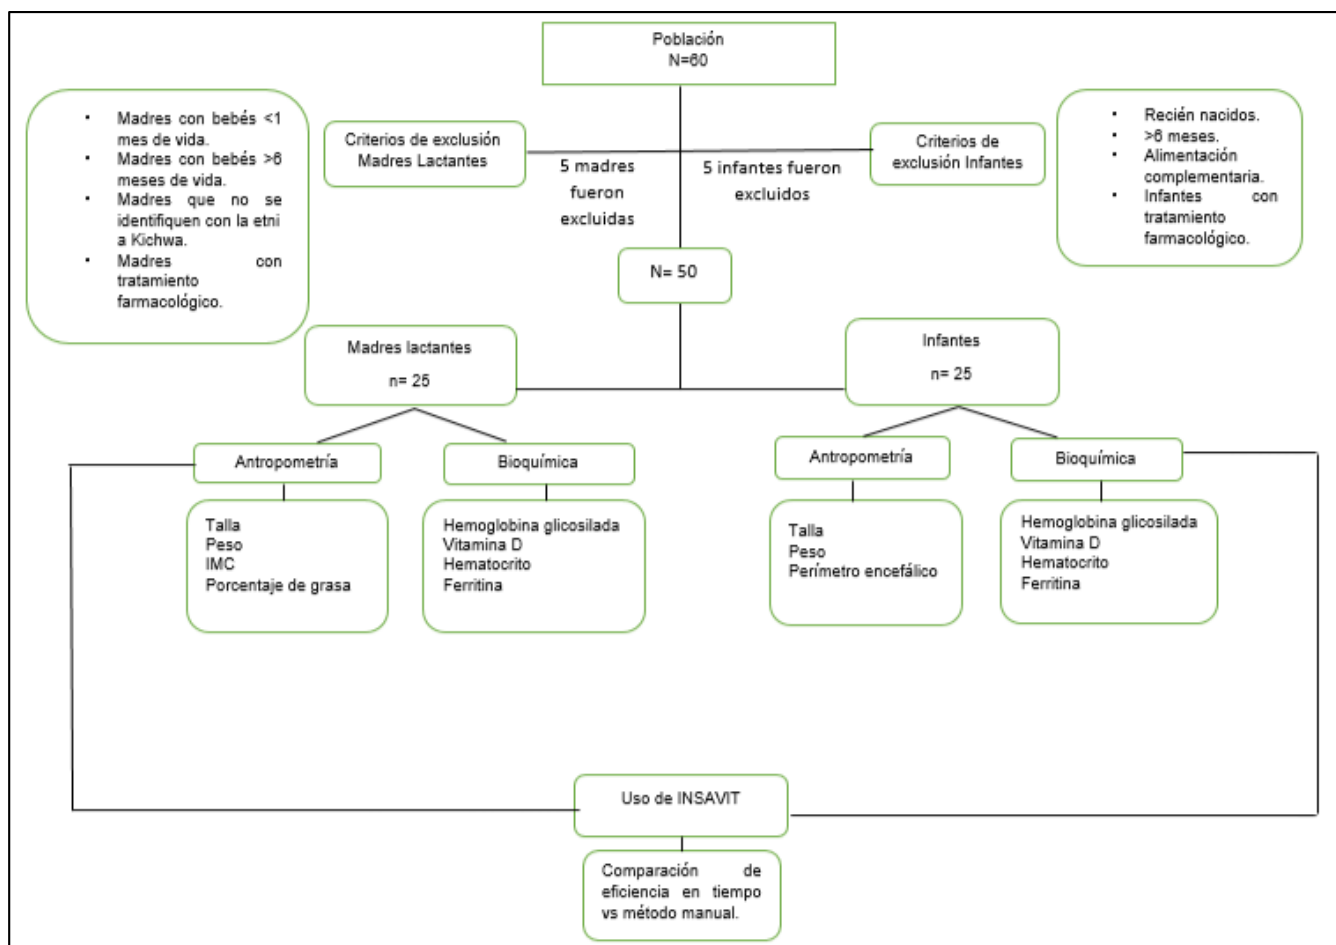 Población
N=60
▪ Madres con bebés <1
mes de vida.
▪ Madres con bebés >6
meses de vida.
▪ Madres que no se
identifiquen con la etni
a Kichwa.
▪ Madres con
tratamiento
farmacológico.
Criterios de exclusión
Madres Lactantes
5 madres
fueron
excluidas
5 infantes fueron
excluidos
Criterios de
exclusión Infantes
▪ Recién nacidos.
▪ >6 meses.
▪ Alimentación
complementaria.
▪ Infantes con
tratamiento
farmacológico.
N= 50
Madres lactantes
n= 25
Infantes
n= 25
Antropometría
Bioquímica
Antropometría
Bioquímica
Talla
Peso
IMC
Porcentaje de grasa
Hemoglobina glicosilada
Vitamina D
Hematocrito
Ferritina
Talla
Peso
Perímetro encefálico
Hemoglobina glicosilada
Vitamina D
Hematocrito
Ferritina
Uso de INSAVIT
Comparación de
eficiencia en tiempo
vs método manual.